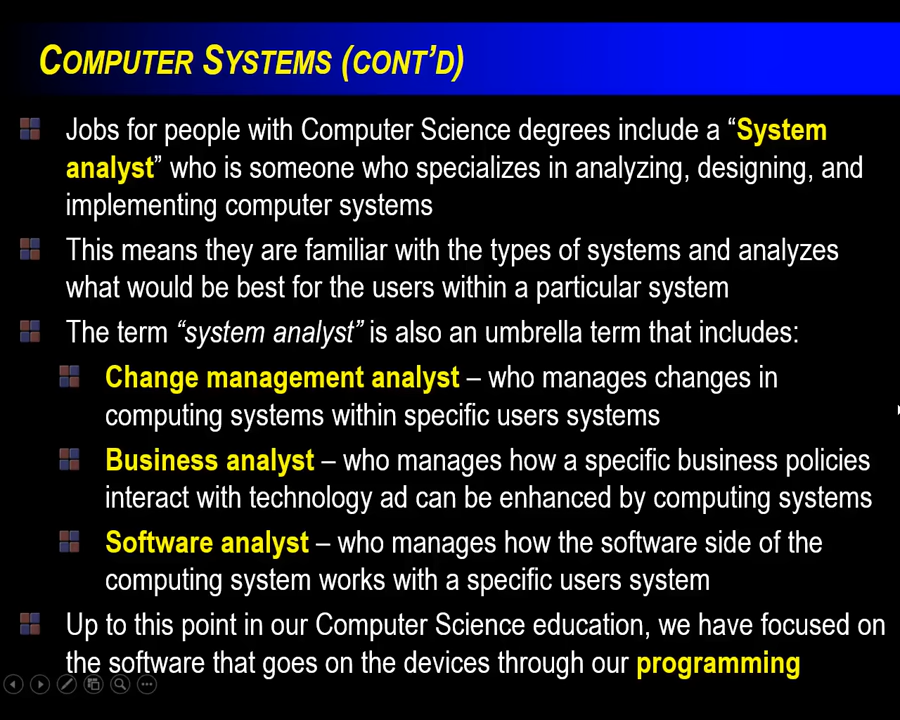 COMPUTER SYSTEMS (CONT'D)
Jobs for people with Computer Science degrees include a “System
analyst” who is someone who specializes in analyzing, designing, and
implementing computer systems
This means they are familiar with the types of systems and analyzes
what would be best for the users within a particular system
The term “system analyst” is also an umbrella term that includes:
Change management analyst – who manages changes in
computing systems within specific users systems
Business analyst – who manages how a specific business policies
interact with technology ad can be enhanced by computing systems
Software analyst – who manages how the software side of the
computing system works with a specific users system
Up to this point in our Computer Science education, we have focused on
the software that goes on the devices through our programming